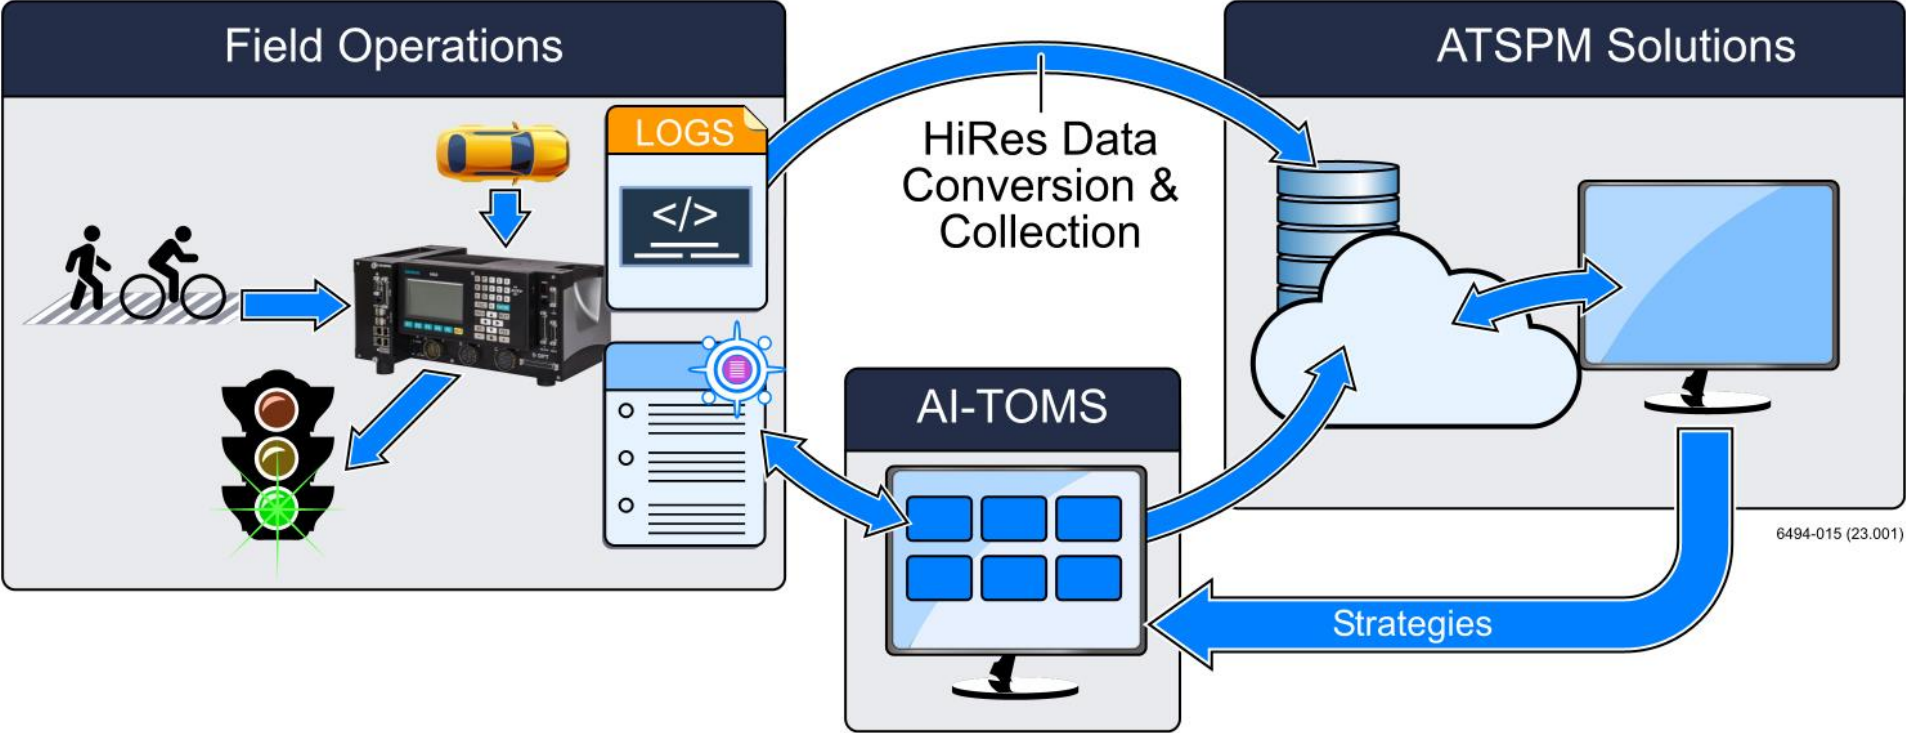 Field Operations
LOGS
</>
HiRes Data
Conversion &
Collection
ATSPM Solutions
AI-TOMS
6494-015 (23.001)
Strategies